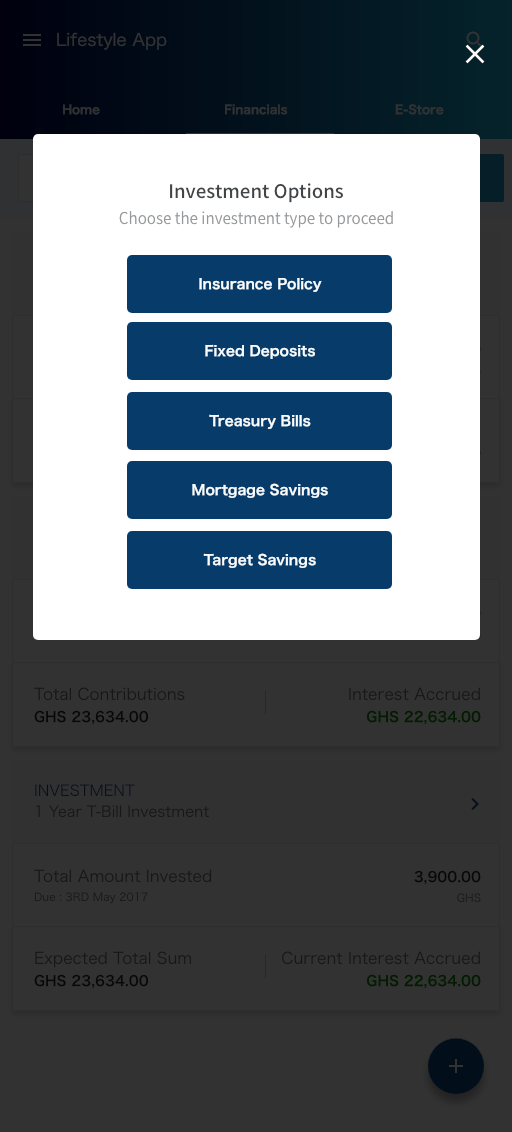 Lifestyle App
Home
Financials
E-Store
Investment Options
Choose the investment type to proceed
Insurance Policy
Fixed Deposits
Treasury Bills
Mortgage Savings
Target Savings
Total Contributions
GHS 23,634.00
Interest Accrued
GHS 22,634.00
INVESTMENT
1 Year T-Bill Investment
Total Amount Invested
Due : 3RD May 2017
3,900.00
GHS
Expected Total Sum
GHS 23,634.00
Current Interest Accrued
GHS 22,634.00